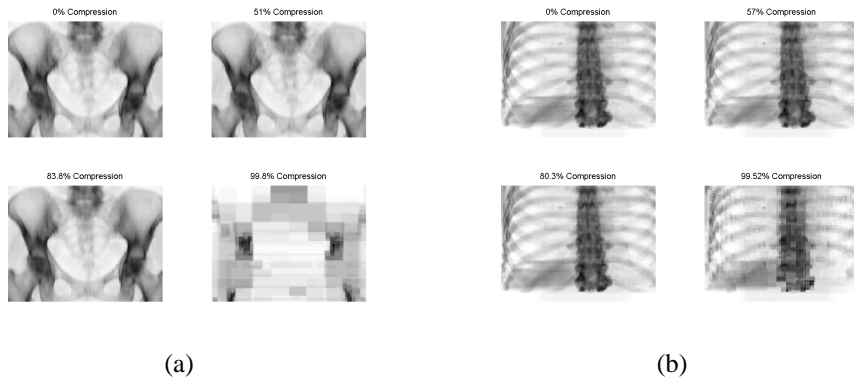 0% Compression
51% Compression
83.8% Compression
99.8% Compression
(a)
0% Compression
57% Compression
80.3% Compression
99.52% Compression
(b)